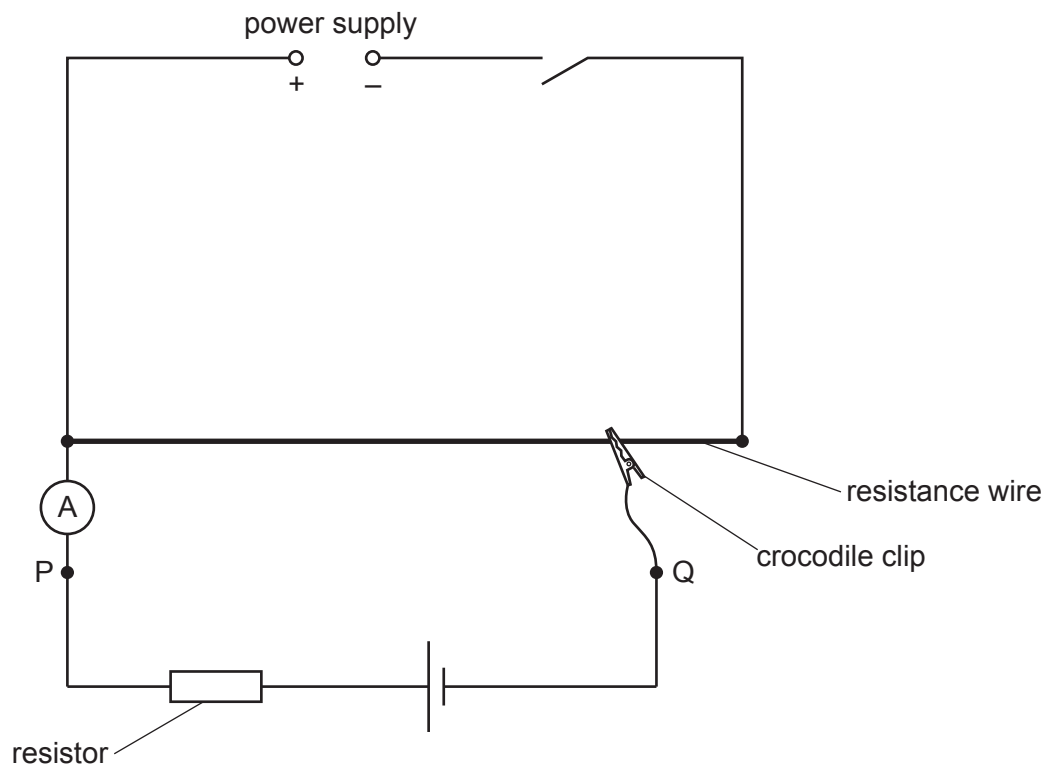 power supply
+ –
A
resistance wire
crocodile clip
P
Q
resistor